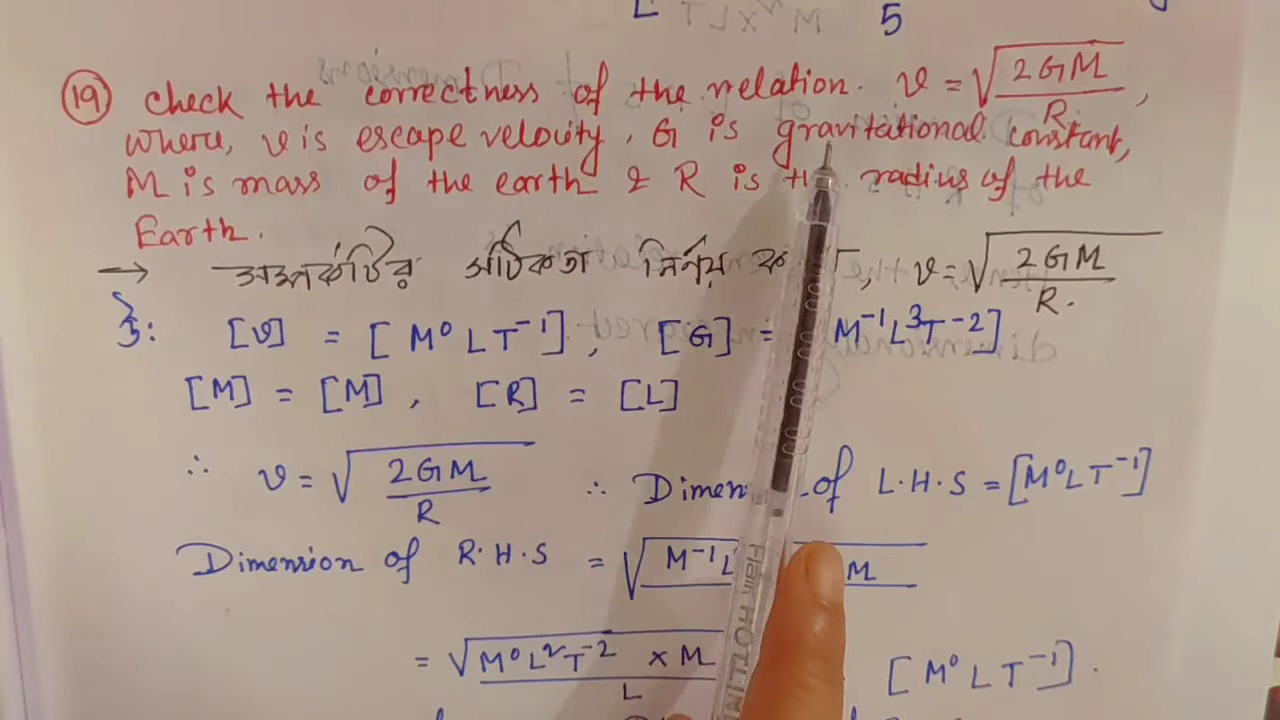 5
(19) check the correctness of the relation. v = √(2GM/R),
where, v is escape velouity, G is gravitational constant,
M is mass of the earth & R is the radius of the
Earth.
→ সঠিকতা নির্ণয় v = √(2GM/R).
[v] = [M⁰LT⁻¹], [G] = M⁻¹L³T⁻²]
[M] = [M], [R] = [L]
∴ v = √(2GM/R) ∴ Dimen of L.H.S = [M⁰LT⁻¹]
Dimension of R.H.S = √(M⁻¹L M
= √(M⁰L²T⁻² × M / L [M⁰LT⁻¹].